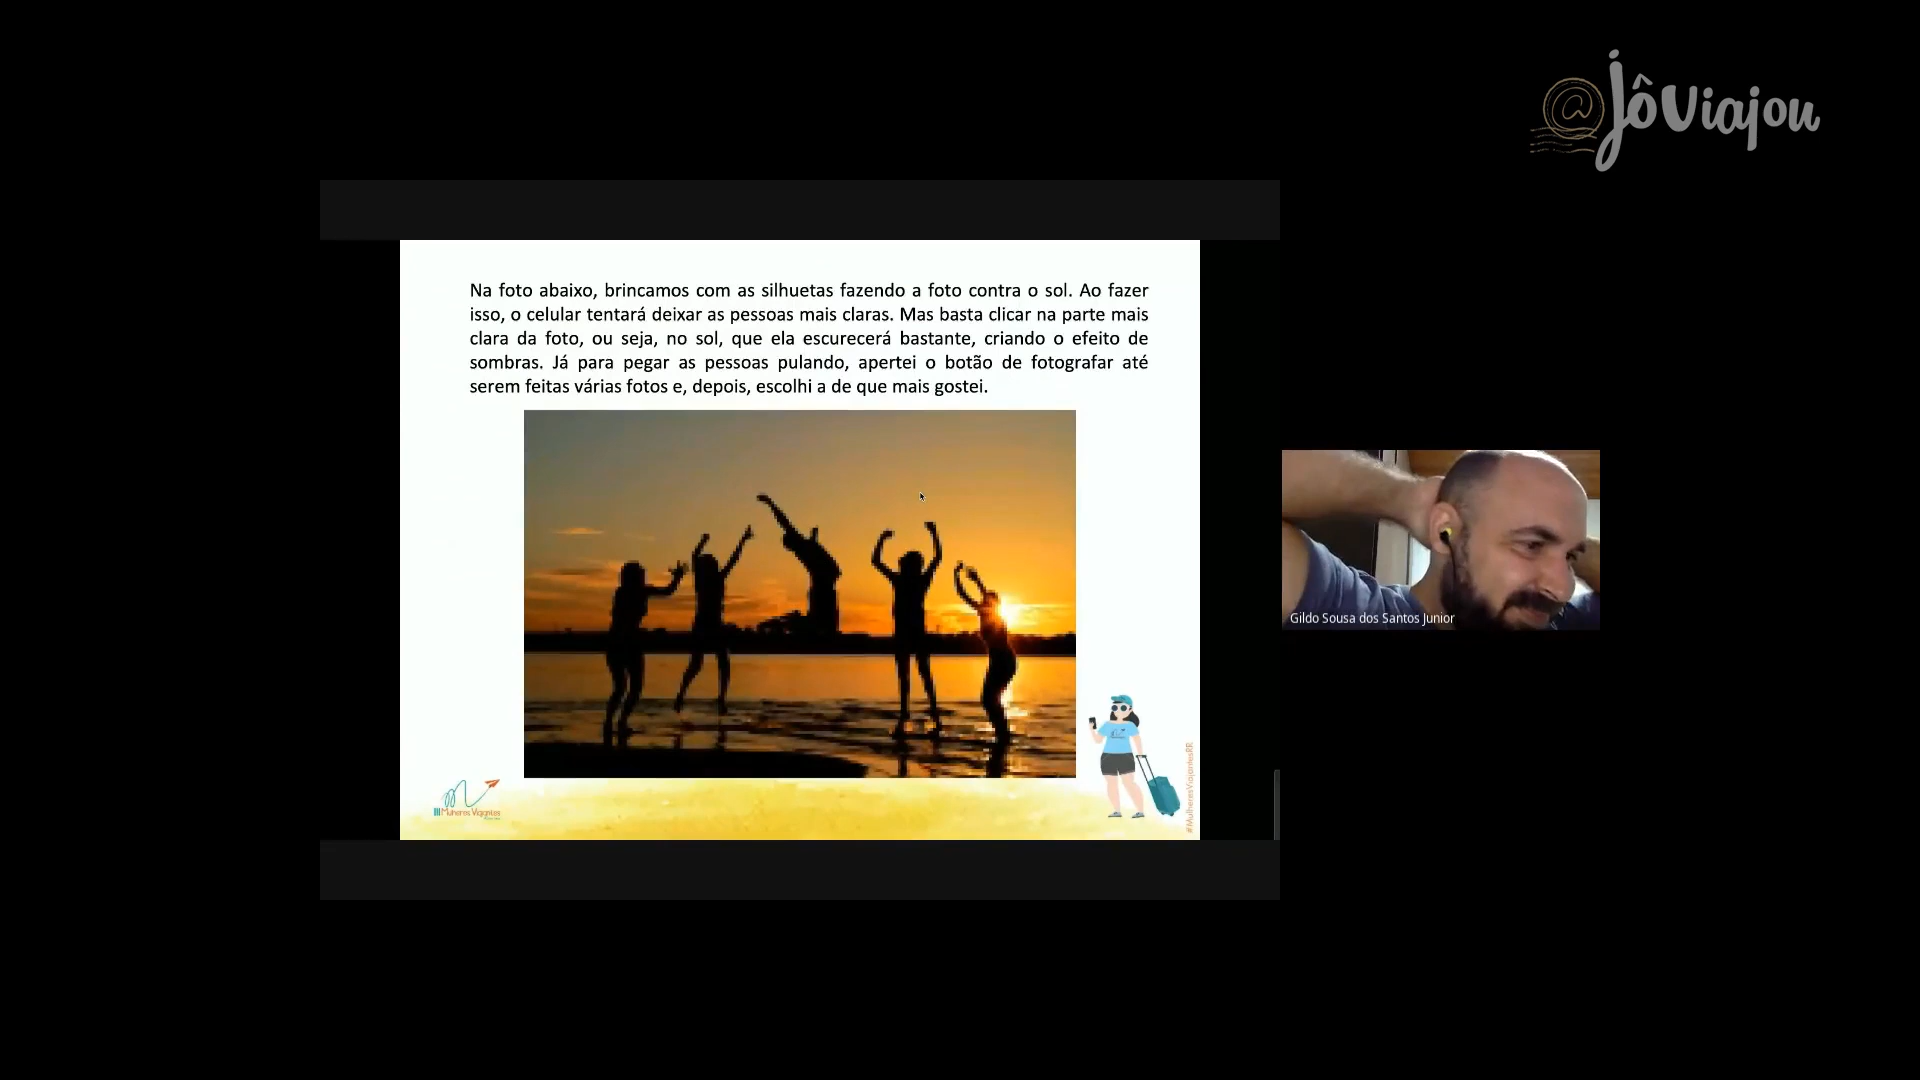 @jôviajou
Na foto abaixo, brincamos com as silhuetas fazendo a foto contra o sol. Ao fazer
isso, o celular tentará deixar as pessoas mais claras. Mas basta clicar na parte mais
clara da foto, ou seja, no sol, que ela escurecerá bastante, criando o efeito de
sombras. Já para pegar as pessoas pulando, apertei o botão de fotografar até
serem feitas várias fotos e, depois, escolhi a de que mais gostei.
Gildo Sousa dos Santos Junior
Mulheres Viajantes
#MulheresViajantesRR